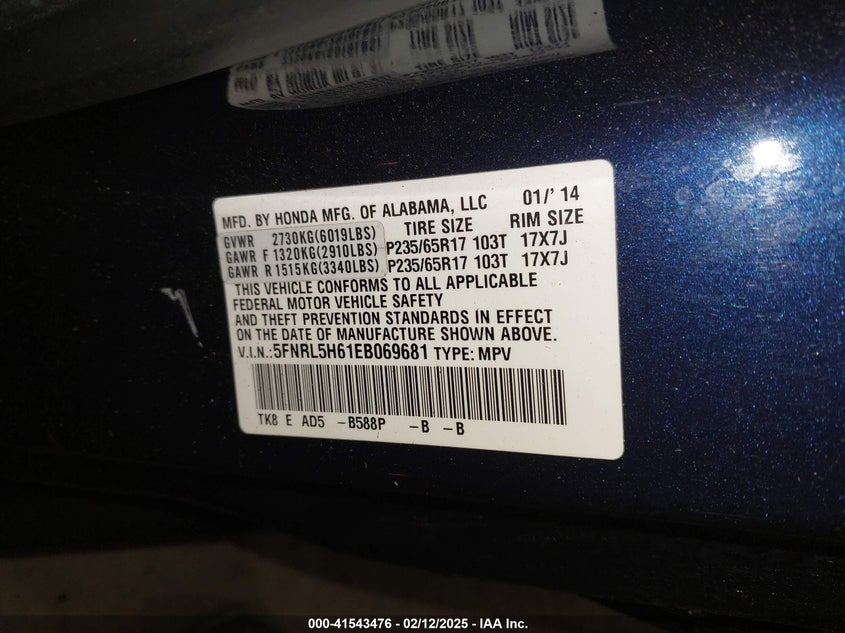 TIRE SIZE
MFD. BY HONDA MFG. OF ALABAMA, LLC 01/' 14
TIRE SIZE RIM SIZE
GVWR 2730KG(6019LBS)
GAWR F 1320KG(2910LBS) P235/65R17 103T 17X7J
GAWR R 1515KG(3340LBS) P235/65R17 103T 17X7J
THIS VEHICLE CONFORMS TO ALL APPLICABLE
FEDERAL MOTOR VEHICLE SAFETY
AND THEFT PREVENTION STANDARDS IN EFFECT
ON THE DATE OF MANUFACTURE SHOWN ABOVE.
V.I.N.:5FNRL5H61EB069681 TYPE: MPV
TK8 E AD5 -B588P -B -B
000-41543476 - 02/12/2025 - IAA Inc.